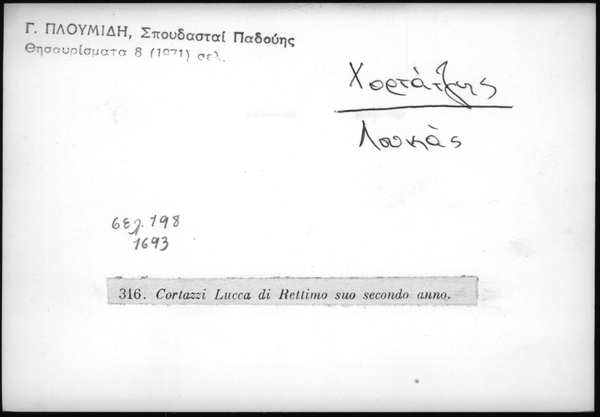 Γ. ΠΛΟΥΜΙΔΗ, Σπουδασταί Παδούης
Θησαυρίσματα 8 (1971) σελ.
Χορτάτζης
Λουκάς
σελ. 198
1693
316. Cortazzi Lucca di Rettimo suo secondo anno.